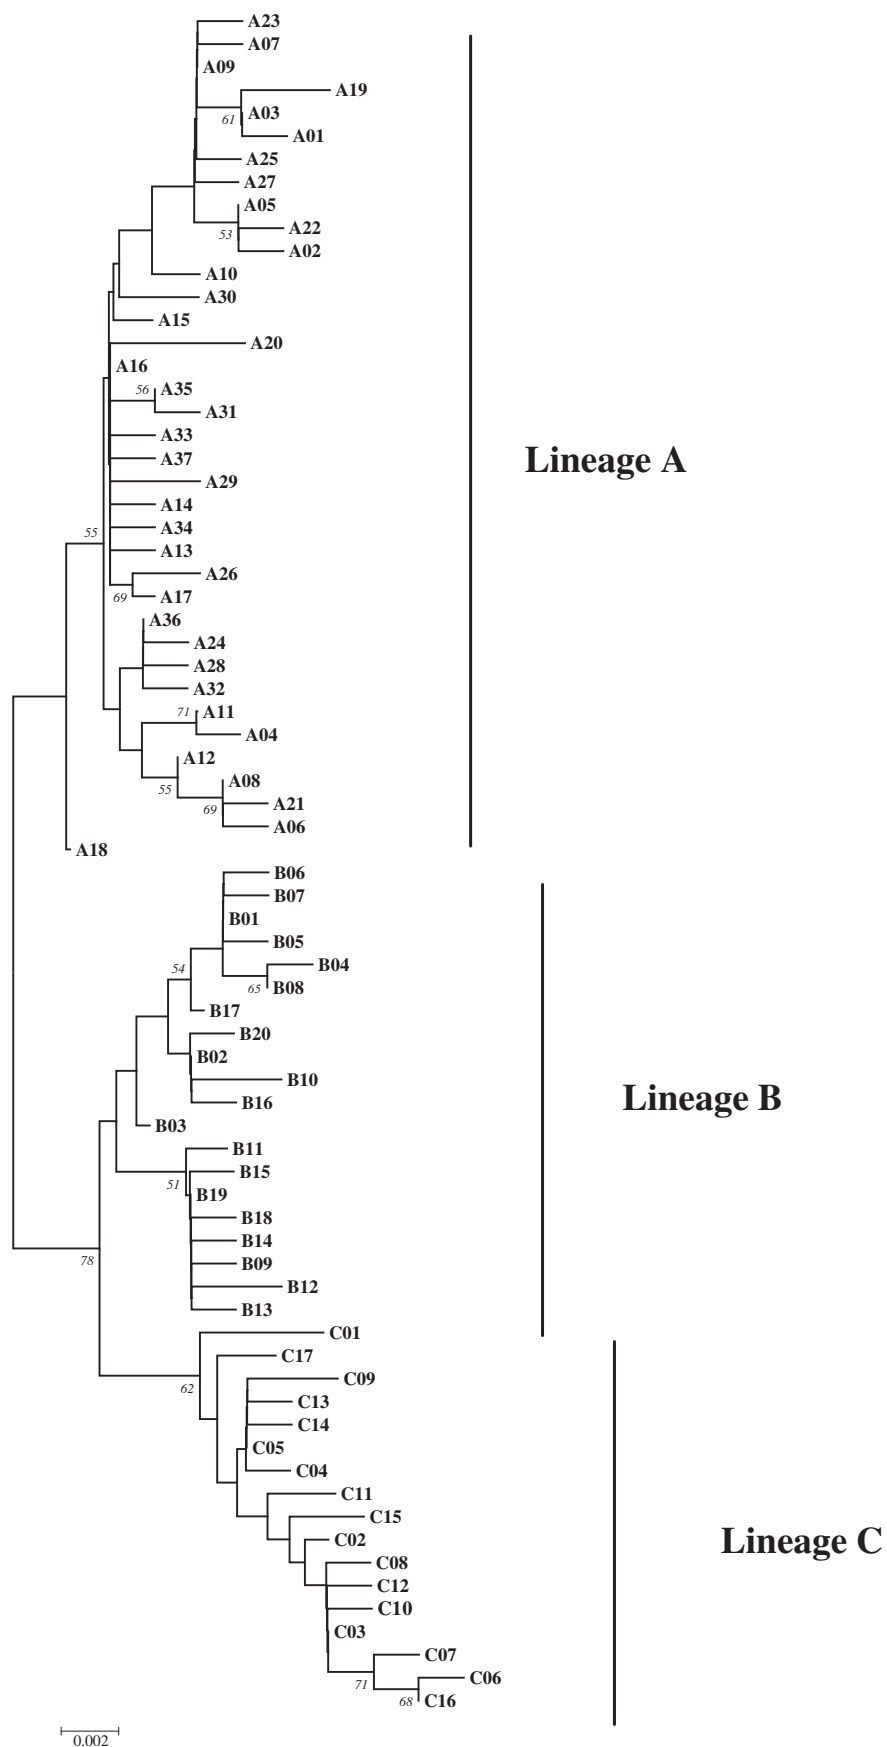 A23
A07
A09
A19
A03
61
A01
A25
A27
A05
A22
53
A02
A10
A30
A15
A20
A16
56
A35
A31
A33
A37
Lineage A
A29
A14
A34
55
A13
A26
69
A17
A36
A24
A28
A32
71
A11
A04
A12
A08
55
A21
69
A06
A18
B06
B07
B01
B05
B04
54
65
B08
B17
B20
B02
B10
Lineage B
B16
B03
B11
B15
51
B19
B18
B14
B09
78
B12
B13
C01
C17
C09
62
C13
C14
C05
C04
C11
C15
C02
Lineage C
C08
C12
C10
C03
C07
71
C06
68
C16
0.002